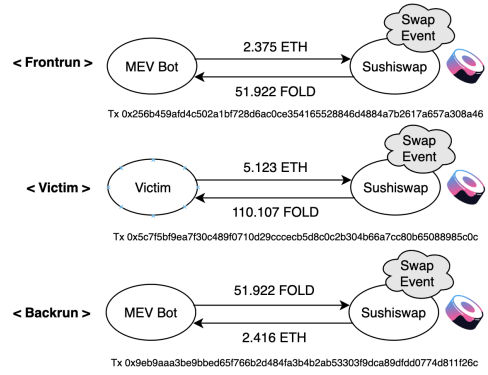 Swap
Event
2.375 ETH
< Frontrun >
MEV Bot
Sushiswap
51.922 FOLD
Tx 0x256b459afd4c502a1bf728d6ac0ce354165528846d4884a7b2617a657a308a46
Swap
Event
5.123 ETH
< Victim >
Victim
Sushiswap
110.107 FOLD
Tx 0x5c7f5bf9ea7f30c489f0710d29cccecb5d8c0c2b304b66a7cc80b65088985c0c
Swap
Event
51.922 FOLD
< Backrun >
MEV Bot
Sushiswap
2.416 ETH
Tx 0x9eb9aaa3be9bbed65f766b2d484fa3b4b2ab53303f9dca89dfdd0774d811f26c